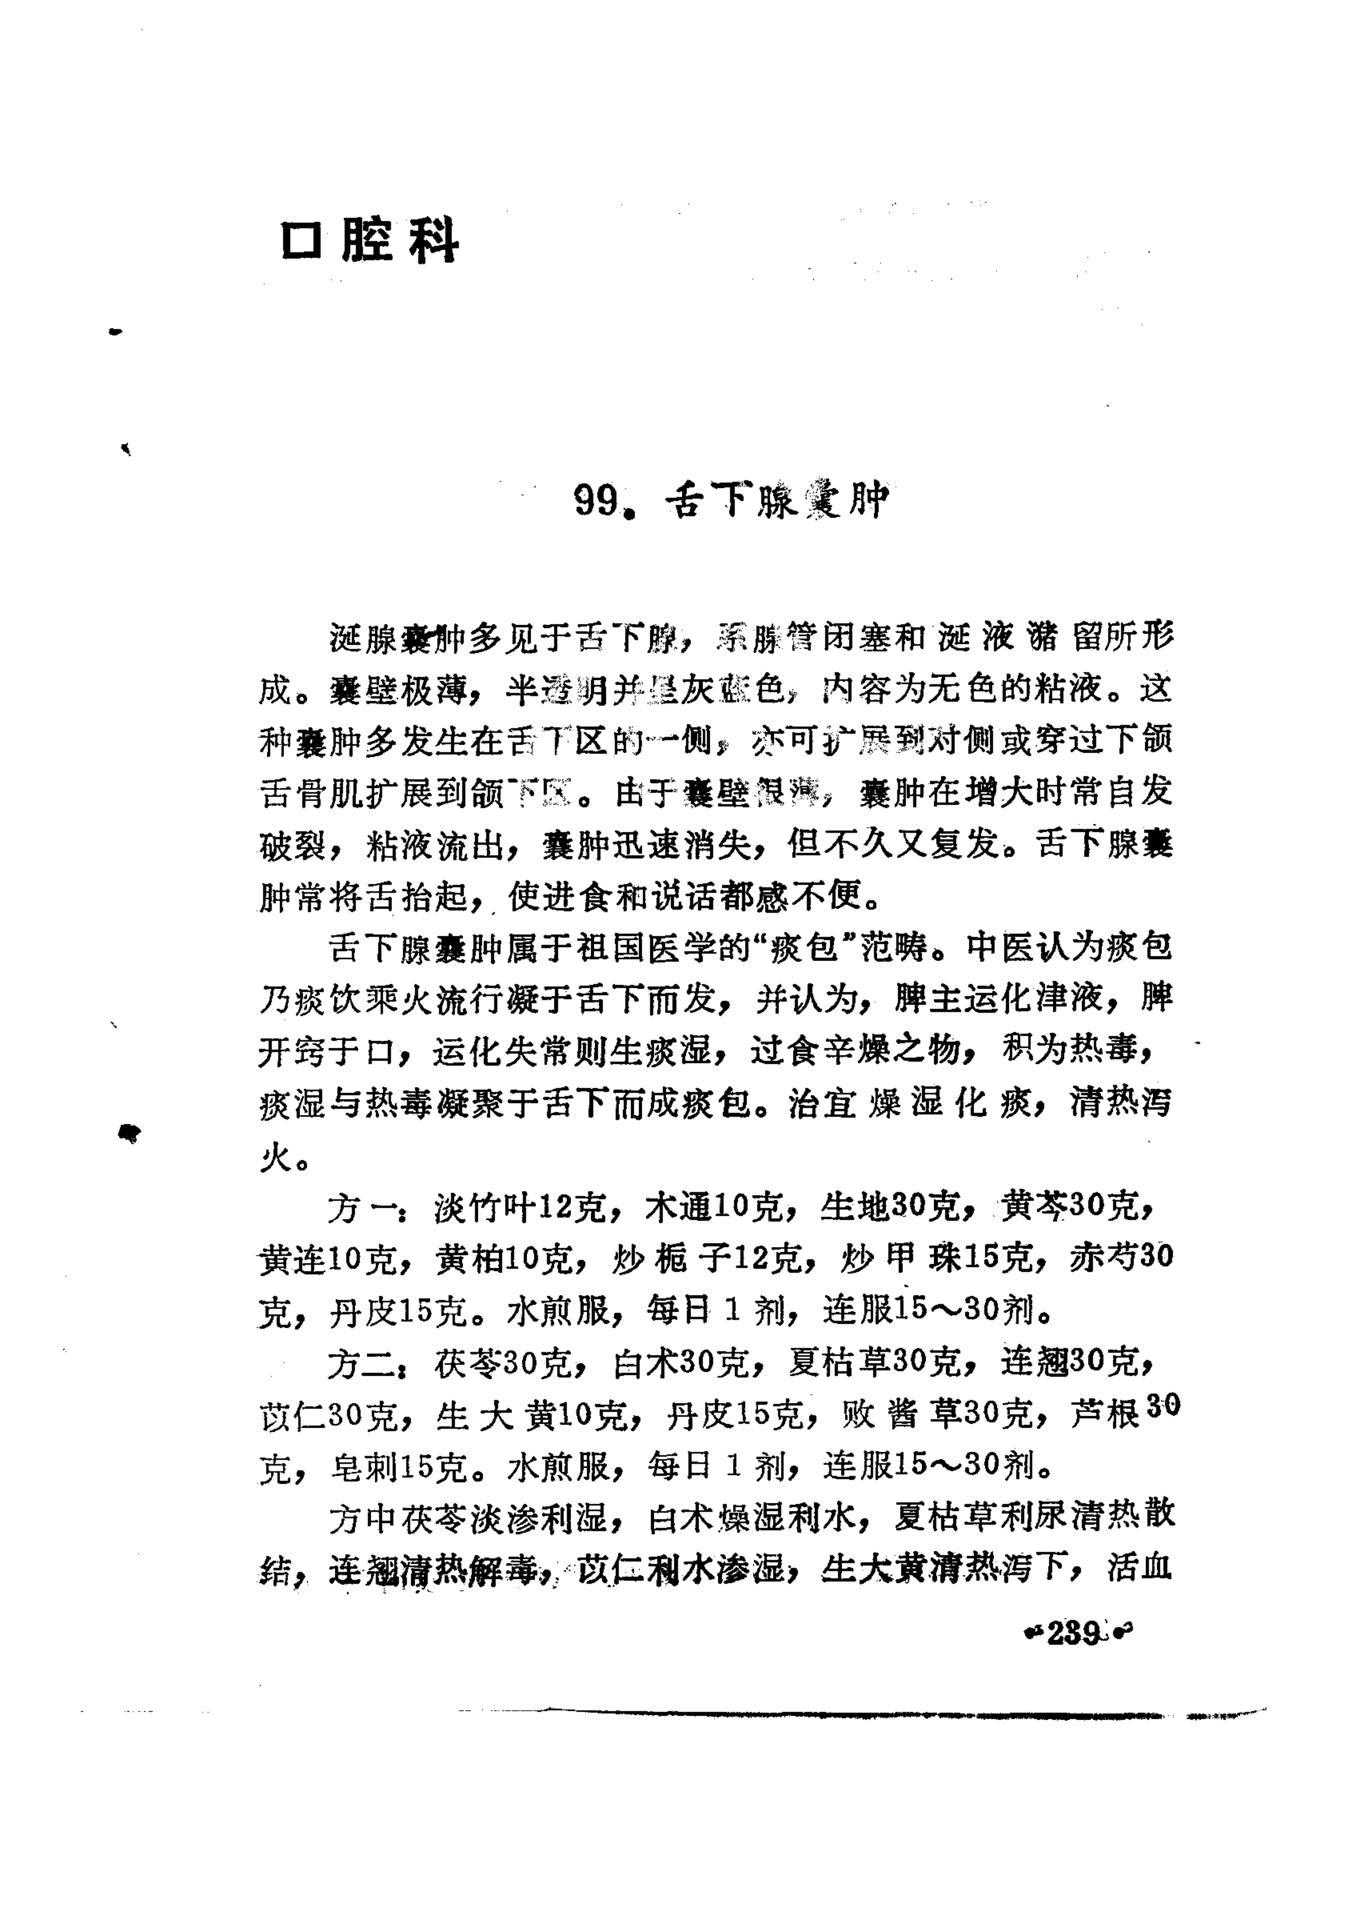 口腔科
99. 舌下腺囊肿
涎腺囊肿多见于舌下腺，系腺管闭塞和涎液潴留所形
成。囊壁极薄，半透明并呈灰蓝色，内容为无色的粘液。这
种囊肿多发生在舌下区的一侧，亦可扩展到对侧或穿过下颌
舌骨肌扩展到颌下区。由于囊壁很薄，囊肿在增大时常自发
破裂，粘液流出，囊肿迅速消失，但不久又复发。舌下腺囊
肿常将舌抬起，使进食和说话都感不便。
舌下腺囊肿属于祖国医学的“痰包”范畴。中医认为痰包
乃痰饮乘火流行凝于舌下而发，并认为，脾主运化津液，脾
开窍于口，运化失常则生痰湿，过食辛燥之物，积为热毒，
痰湿与热毒凝聚于舌下而成痰包。治宜燥湿化痰，清热泻
火。
方一：淡竹叶12克，木通10克，生地30克，黄芩30克，
黄连10克，黄柏10克，炒栀子12克，炒甲珠15克，赤芍30
克，丹皮15克。水煎服，每日1剂，连服15～30剂。
方二：茯苓30克，白术30克，夏枯草30克，连翘30克，
苡仁30克，生大黄10克，丹皮15克，败酱草30克，芦根30
克，皂刺15克。水煎服，每日1剂，连服15～30剂。
方中茯苓淡渗利湿，白术燥湿利水，夏枯草利尿清热散
结，连翘清热解毒，苡仁利水渗湿，生大黄清热泻下，活血
•239•